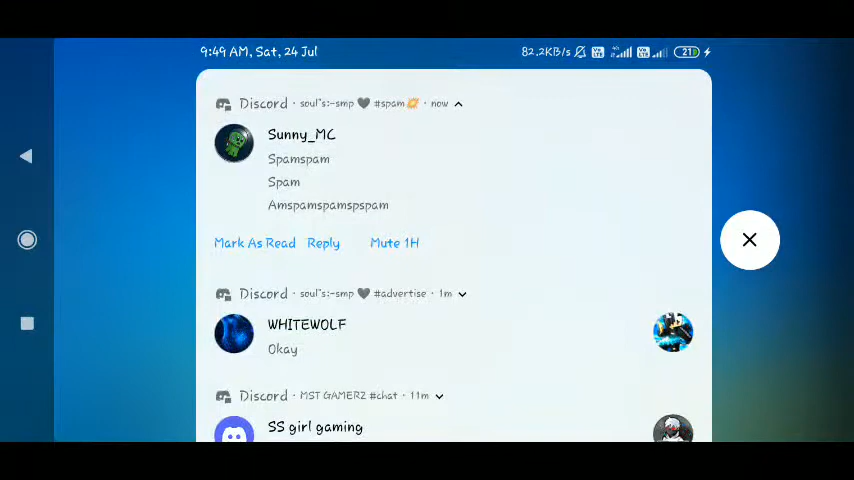 9:49 AM, Sat, 24 Jul
82.2KB/s 21
Discord · soul"s:-smp 🖤 #spam💥 · now
Sunny_MC
Spamspam
Spam
Amspamspamspspam
Mark As Read Reply Mute 1H
Discord · soul"s:-smp 🖤 #advertise · 1m
WHITEWOLF
Okay
Discord · MST GAMERZ #chat · 11m
SS girl gaming